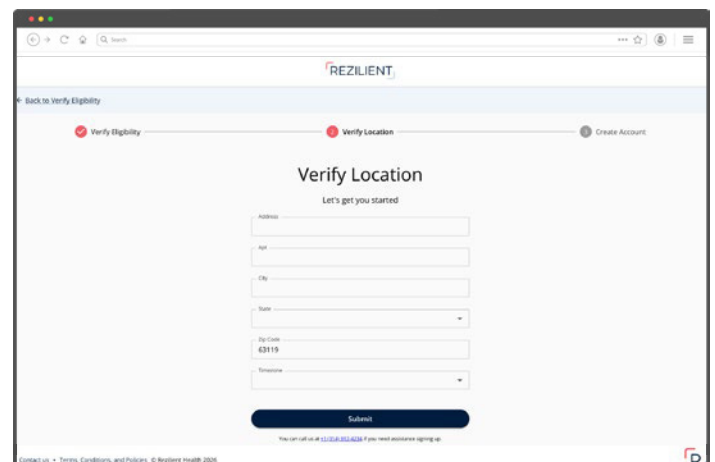 Search
REZILIENT
← Back to Verify Eligibility
Verify Eligibility
2 Verify Location
3 Create Account
Verify Location
Let's get you started
Address
Apt
City
State
Zip Code
63119
Timezone
Submit
You can call us at if you need assistance signing up.
Contact us • Terms, Conditions, and Policies. © Rezilient Health 2026